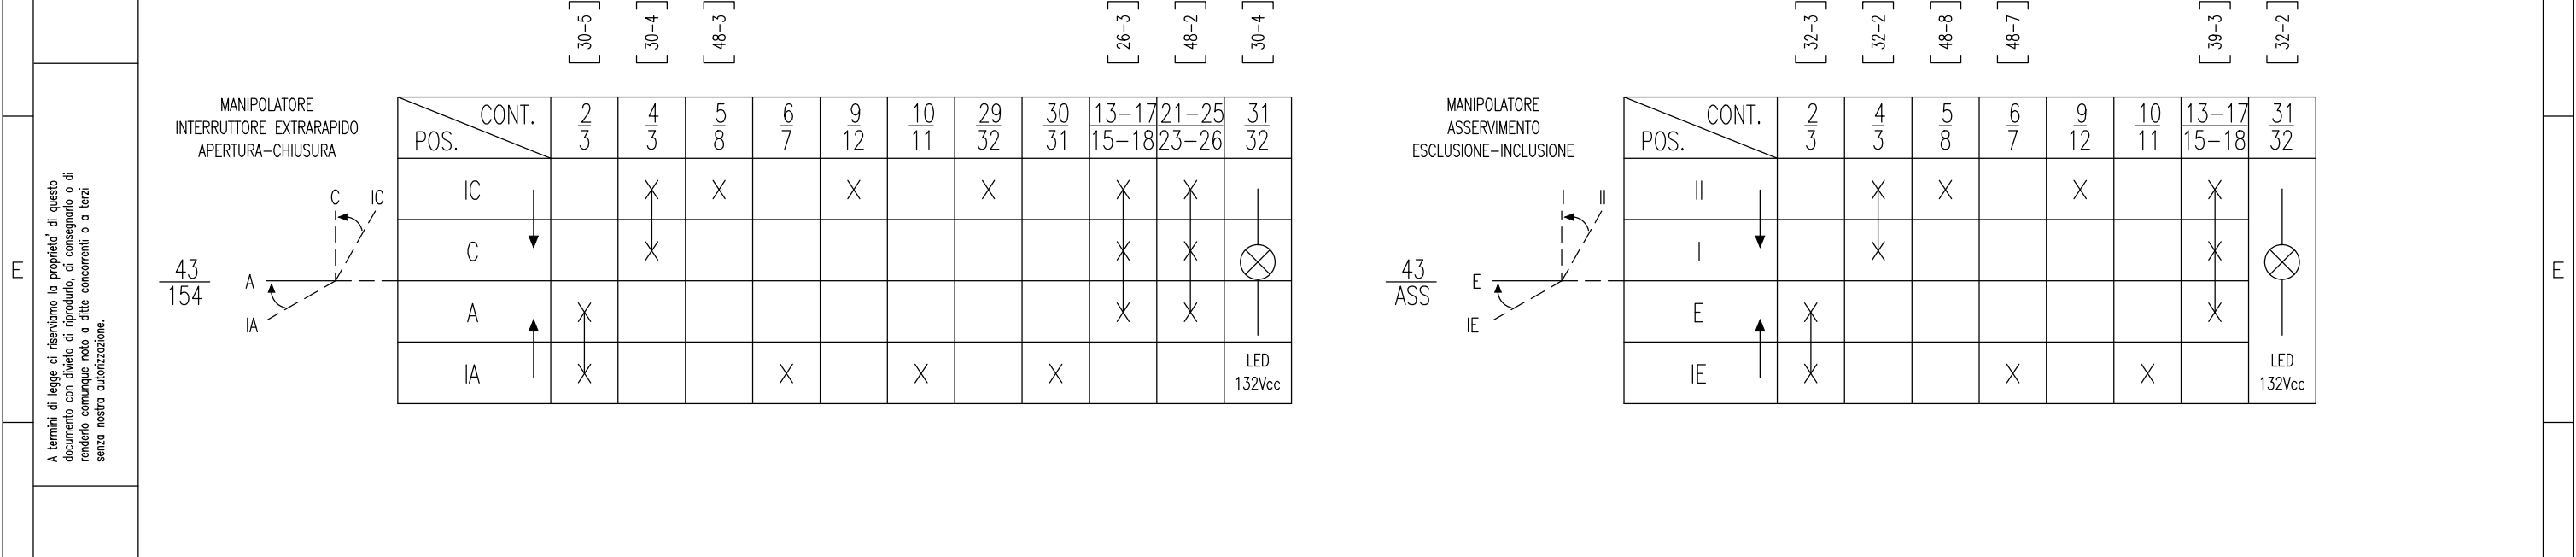 [30-5] [30-4] [48-3] [26-3] [48-2] [30-4]
MANIPOLATORE
INTERRUTTORE EXTRARAPIDO
APERTURA-CHIUSURA
43
154
C IC
A
IA
CONT. 2 4 5 6 9 10 29 30 13-17 21-25 31
POS. 3 3 8 7 12 11 32 31 15-18 23-26 32
IC X X X X X X
C X X X
A X X X
IA X X X X
LED
132Vcc
[32-3] [32-2] [48-8] [48-7] [39-3] [32-2]
MANIPOLATORE
ASSERVIMENTO
ESCLUSIONE-INCLUSIONE
43
ASS
I II
E
IE
CONT. 2 4 5 6 9 10 13-17 31
POS. 3 3 8 7 12 11 15-18 32
II X X X X
I X X
E X X
IE X X X
LED
132Vcc
E
E
A termini di legge ci riserviamo la proprieta' di questo
documento con divieto di riprodurlo, di consegnarlo o di
renderlo comunque noto a ditte concorrenti o a terzi
senza nostra autorizzazione.